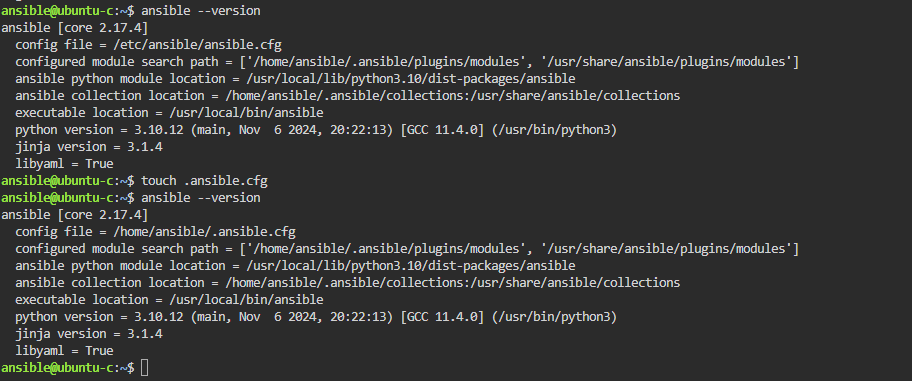 ansible@ubuntu-c:~$ ansible --version
ansible [core 2.17.4]
  config file = /etc/ansible/ansible.cfg
  configured module search path = ['/home/ansible/.ansible/plugins/modules', '/usr/share/ansible/plugins/modules']
  ansible python module location = /usr/local/lib/python3.10/dist-packages/ansible
  ansible collection location = /home/ansible/.ansible/collections:/usr/share/ansible/collections
  executable location = /usr/local/bin/ansible
  python version = 3.10.12 (main, Nov  6 2024, 20:22:13) [GCC 11.4.0] (/usr/bin/python3)
  jinja version = 3.1.4
  libyaml = True
ansible@ubuntu-c:~$ touch .ansible.cfg
ansible@ubuntu-c:~$ ansible --version
ansible [core 2.17.4]
  config file = /home/ansible/.ansible.cfg
  configured module search path = ['/home/ansible/.ansible/plugins/modules', '/usr/share/ansible/plugins/modules']
  ansible python module location = /usr/local/lib/python3.10/dist-packages/ansible
  ansible collection location = /home/ansible/.ansible/collections:/usr/share/ansible/collections
  executable location = /usr/local/bin/ansible
  python version = 3.10.12 (main, Nov  6 2024, 20:22:13) [GCC 11.4.0] (/usr/bin/python3)
  jinja version = 3.1.4
  libyaml = True
ansible@ubuntu-c:~$